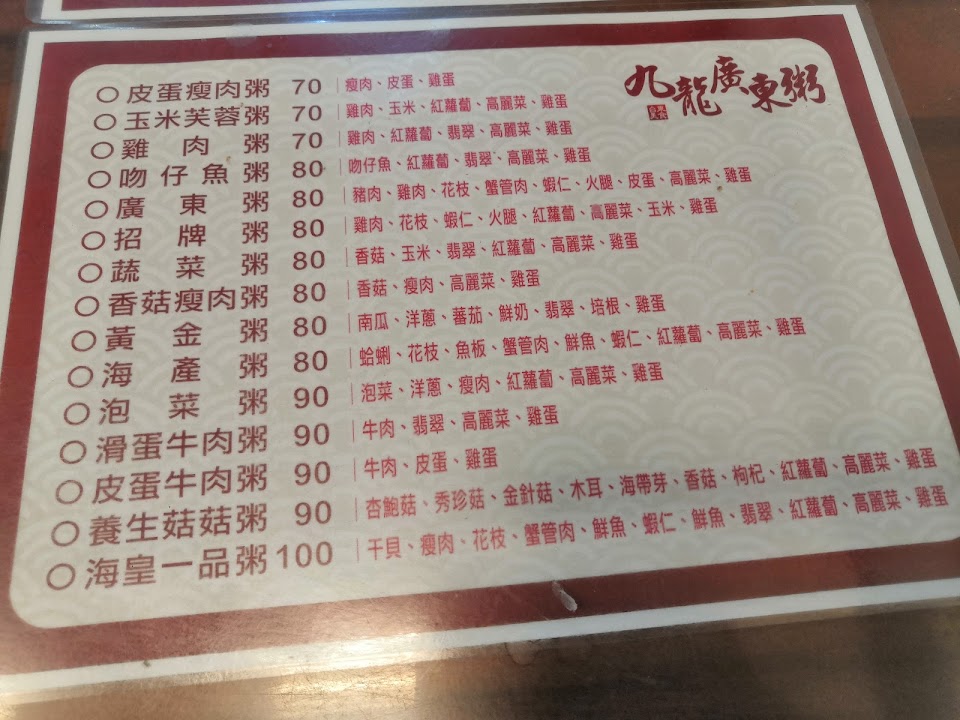 九龍廣東粥
皮蛋瘦肉粥 70 瘦肉、皮蛋、雞蛋
玉米芙蓉粥 70 雞肉、玉米、紅蘿蔔、高麗菜、雞蛋
雞肉粥 70 雞肉、紅蘿蔔、翡翠、高麗菜、雞蛋
吻仔魚粥 80 吻仔魚、紅蘿蔔、翡翠、高麗菜、雞蛋
廣東粥 80 豬肉、雞肉、花枝、蟹管肉、蝦仁、火腿、皮蛋、高麗菜、雞蛋
招牌粥 80 雞肉、花枝、蝦仁、火腿、紅蘿蔔、高麗菜、玉米、雞蛋
蔬菜粥 80 香菇、玉米、翡翠、紅蘿蔔、高麗菜、雞蛋
香菇瘦肉粥 80 香菇、瘦肉、高麗菜、雞蛋
黃金粥 80 南瓜、洋蔥、蕃茄、鮮奶、翡翠、培根、雞蛋
海產粥 80 蛤蜊、花枝、魚板、蟹管肉、鮮魚、蝦仁、紅蘿蔔、高麗菜、雞蛋
泡菜粥 90 泡菜、洋蔥、瘦肉、紅蘿蔔、高麗菜、雞蛋
滑蛋牛肉粥 90 牛肉、翡翠、高麗菜、雞蛋
皮蛋牛肉粥 90 牛肉、皮蛋、雞蛋
養生菇菇粥 90 杏鮑菇、秀珍菇、金針菇、木耳、海帶芽、香菇、枸杞、紅蘿蔔、高麗菜、雞蛋
海皇一品粥 100 干貝、瘦肉、花枝、蟹管肉、鮮魚、蝦仁、鮮魚、翡翠、紅蘿蔔、高麗菜、雞蛋